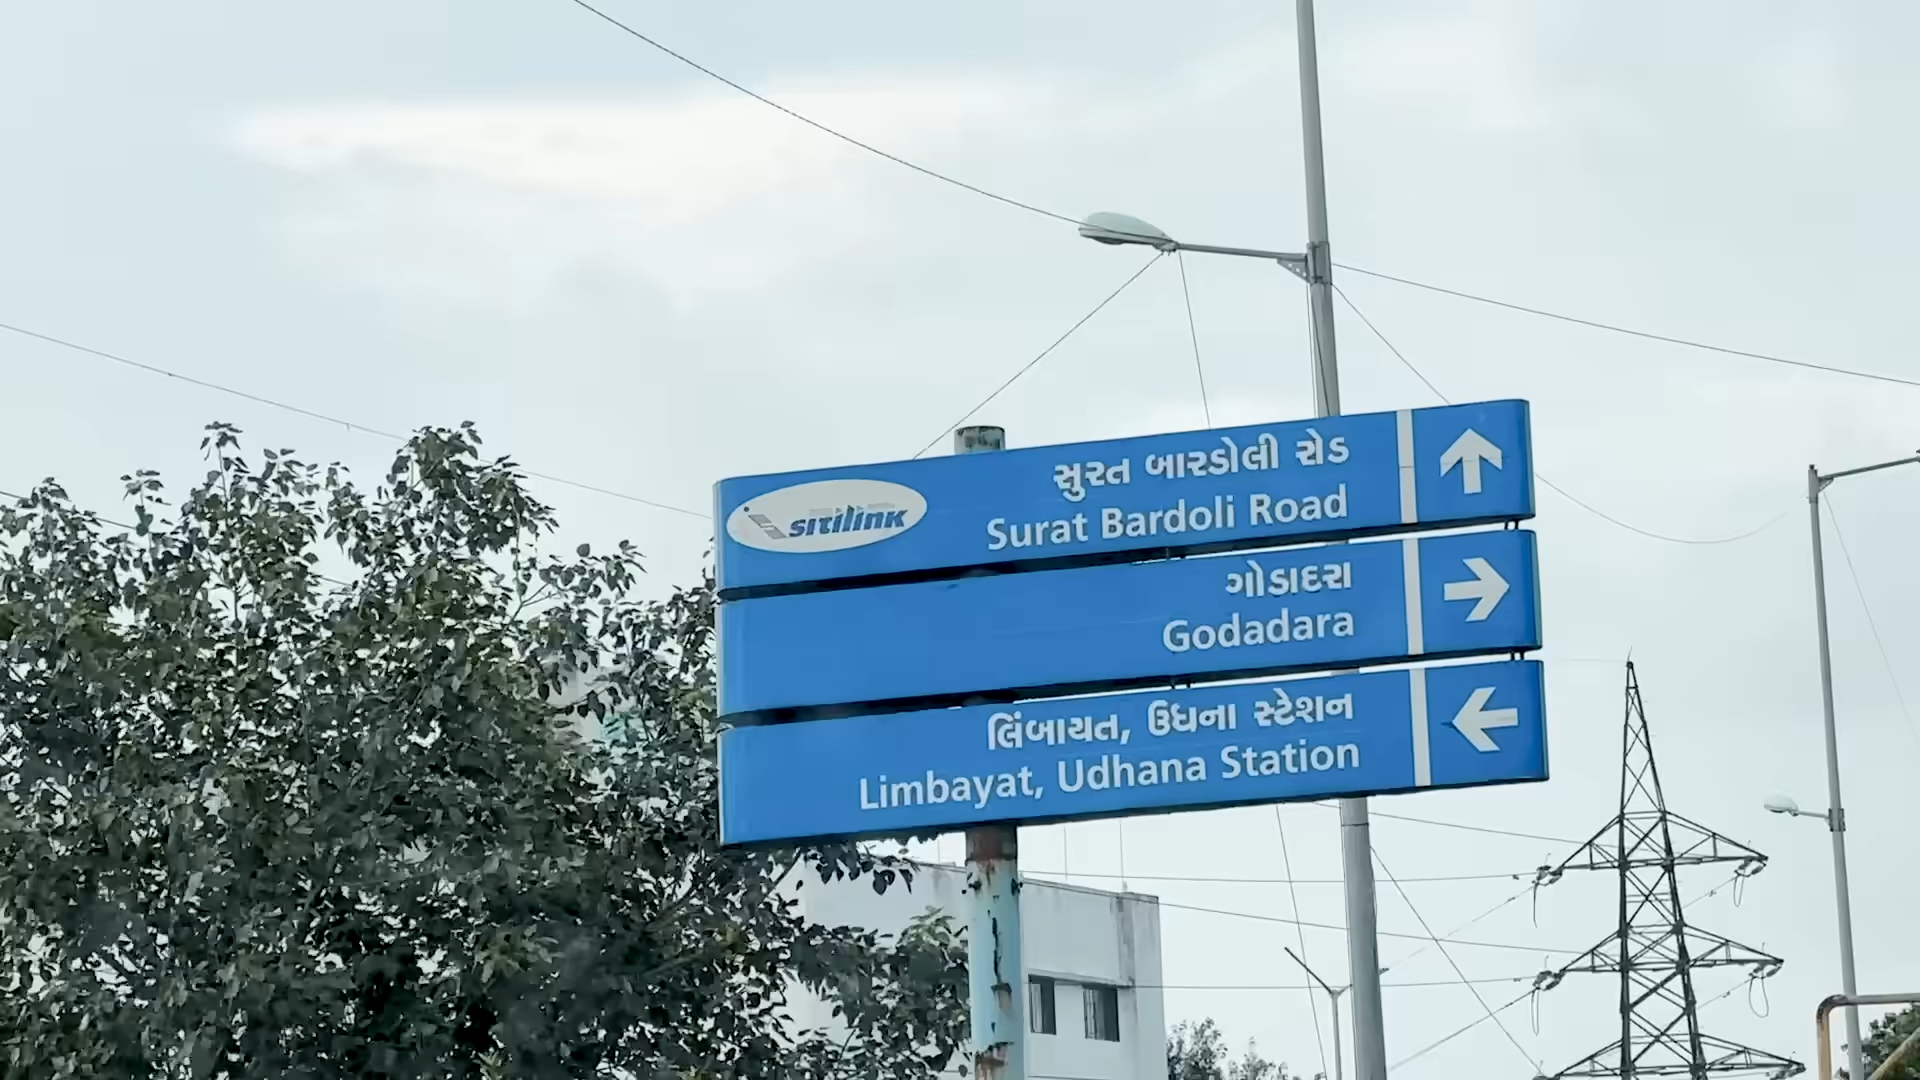 sitilink
સુરત બારડોલી રોડ
Surat Bardoli Road
ગોડાદરા
Godadara
લિંબાયત, ઉધના સ્ટેશન
Limbayat, Udhana Station